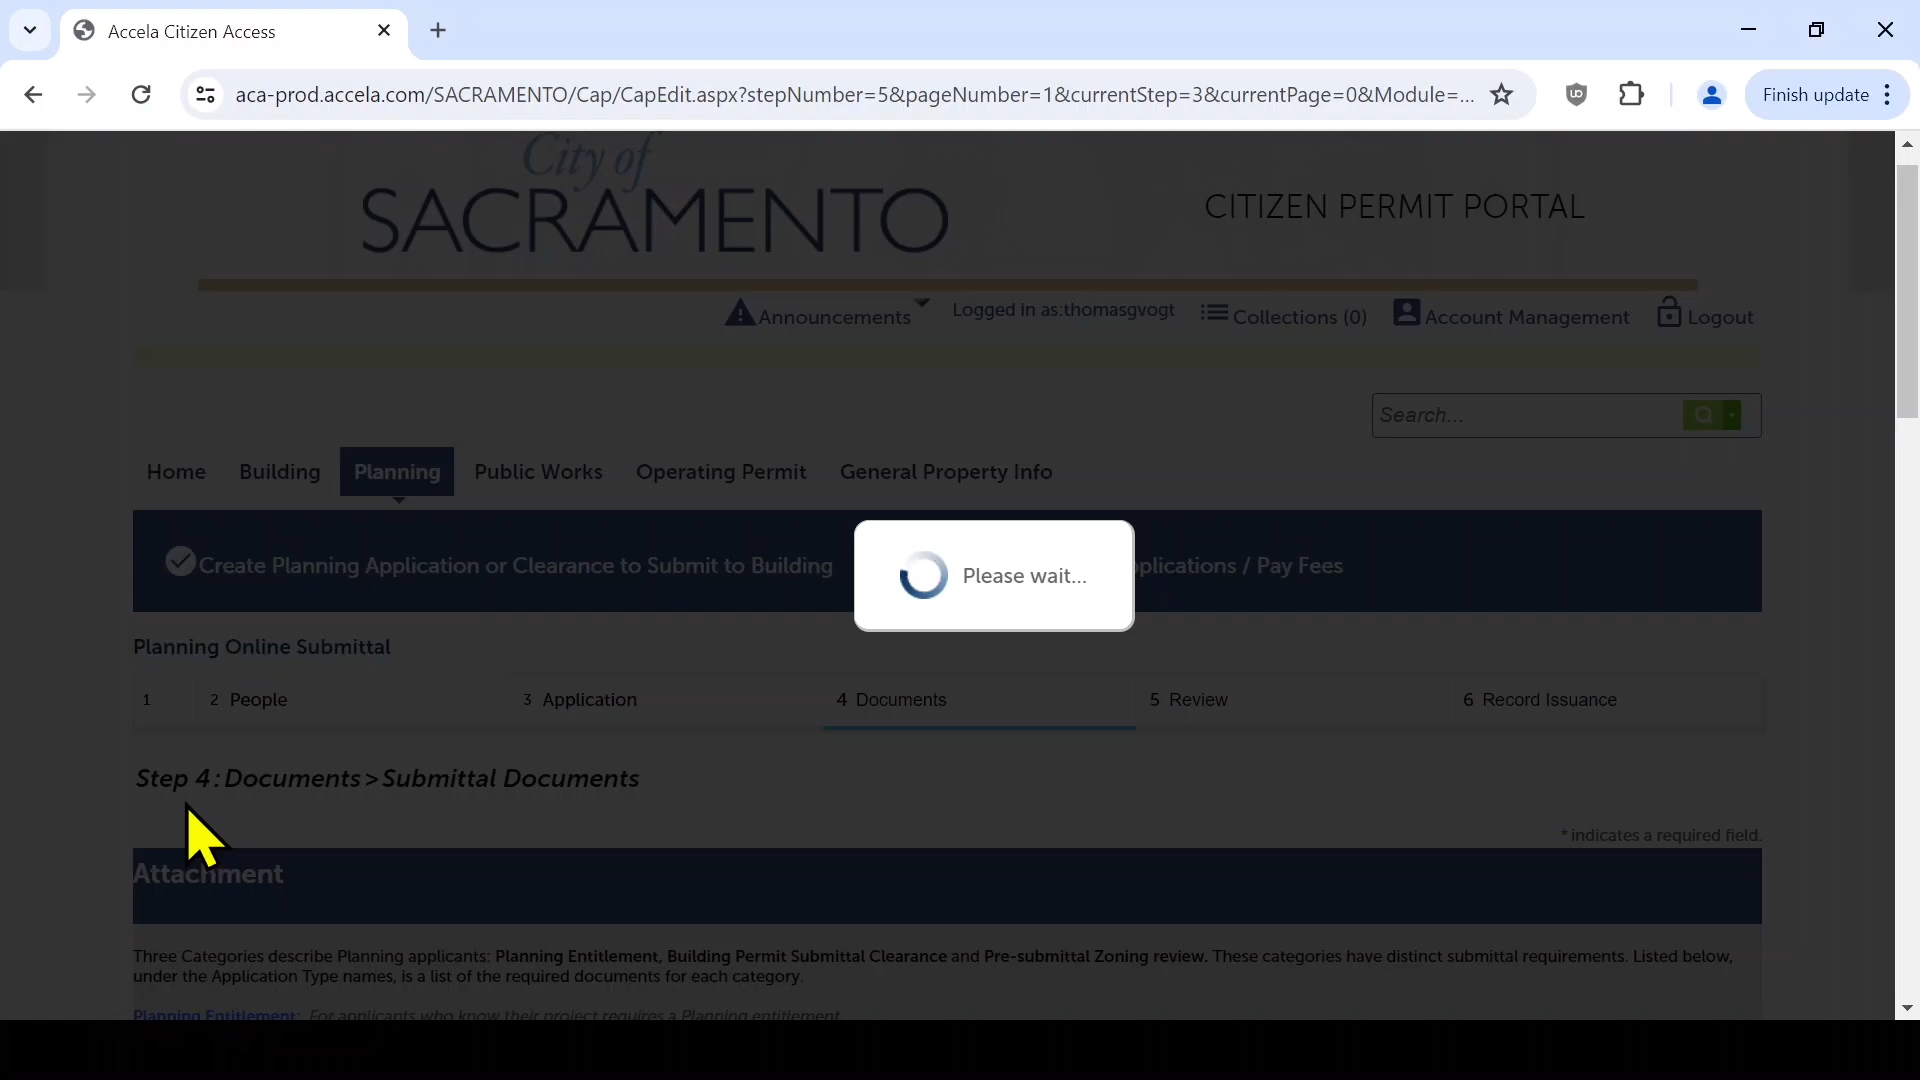 Accela Citizen Access
aca-prod.accela.com/SACRAMENTO/Cap/CapEdit.aspx?stepNumber=5&pageNumber=1&currentStep=3&currentPage=0&Module=...
Finish update
City of
SACRAMENTO
CITIZEN PERMIT PORTAL
Announcements
Logged in as:thomasgvogt
Collections (0)
Account Management
Logout
Search...
Home
Building
Planning
Public Works
Operating Permit
General Property Info
Create Planning Application or Clearance to Submit to Building
plications / Pay Fees
Please wait...
Planning Online Submittal
1
2 People
3 Application
4 Documents
5 Review
6 Record Issuance
Step 4: Documents > Submittal Documents
* indicates a required field.
Attachment
Three Categories describe Planning applicants: Planning Entitlement, Building Permit Submittal Clearance and Pre-submittal Zoning review. These categories have distinct submittal requirements. Listed below,
under the Application Type names, is a list of the required documents for each category.
Planning Entitlement: For applicants who know their project requires a Planning entitlement.